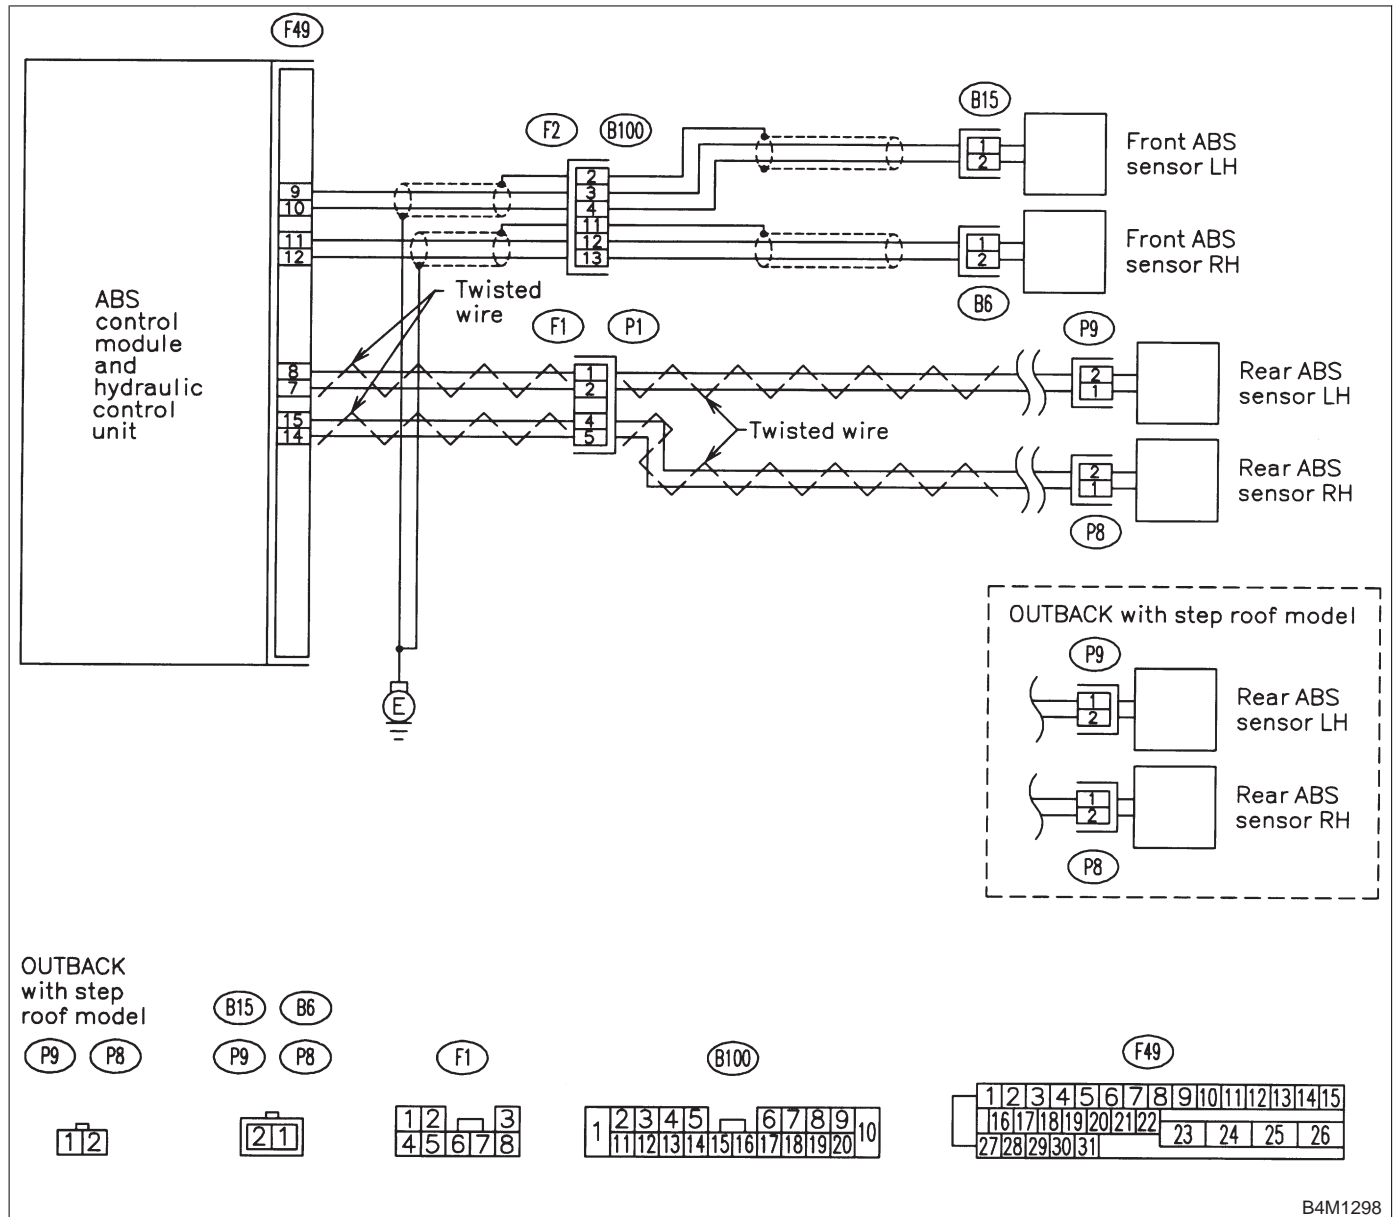 F49
B15
F2 B100
1
2
Front ABS
sensor LH
2
3
4
11
12
13
9
10
11
12
1
2
Front ABS
sensor RH
B6
ABS
control
module
and
hydraulic
control
unit
Twisted
wire
F1 P1
P9
8
7
15
14
1
2
4
5
2
1
Rear ABS
sensor LH
Twisted wire
2
1
Rear ABS
sensor RH
P8
E
OUTBACK with step roof model
P9
1
2
Rear ABS
sensor LH
1
2
Rear ABS
sensor RH
P8
OUTBACK
with step
roof model
P9 P8
1 2
B15 B6
P9 P8
2 1
F1
1 2 3
4 5 6 7 8
B100
1 2 3 4 5 6 7 8 9 10
11 12 13 14 15 16 17 18 19 20
F49
1 2 3 4 5 6 7 8 9 10 11 12 13 14 15
16 17 18 19 20 21 22 23 24 25 26
27 28 29 30 31
B4M1298